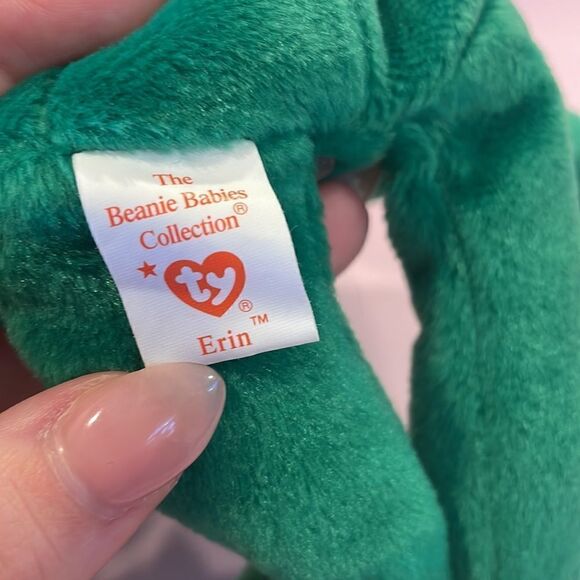 The
Beanie Babies
Collection®
ty®
Erin™